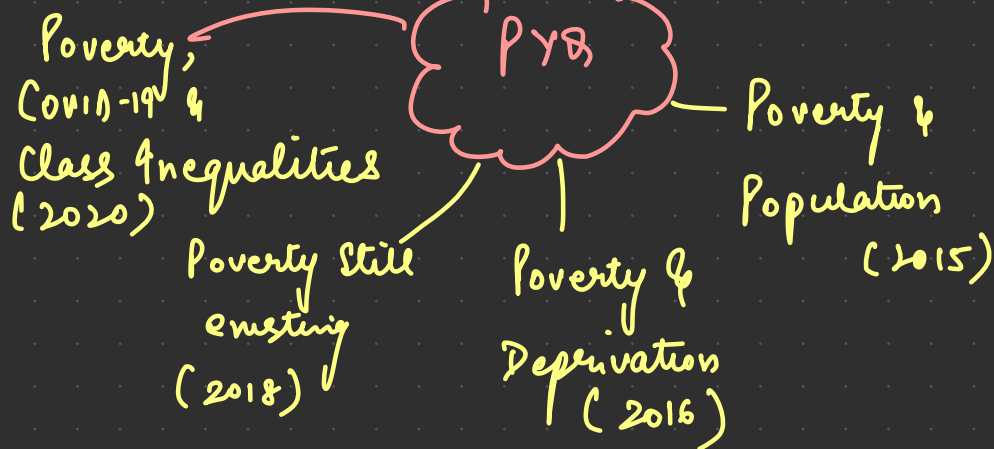 PYQ
Poverty,
COVID-19 &
Class Inequalities
(2020)
Poverty Still
existing
(2018)
Poverty &
Deprivation
(2016)
Poverty &
Population
(2015)